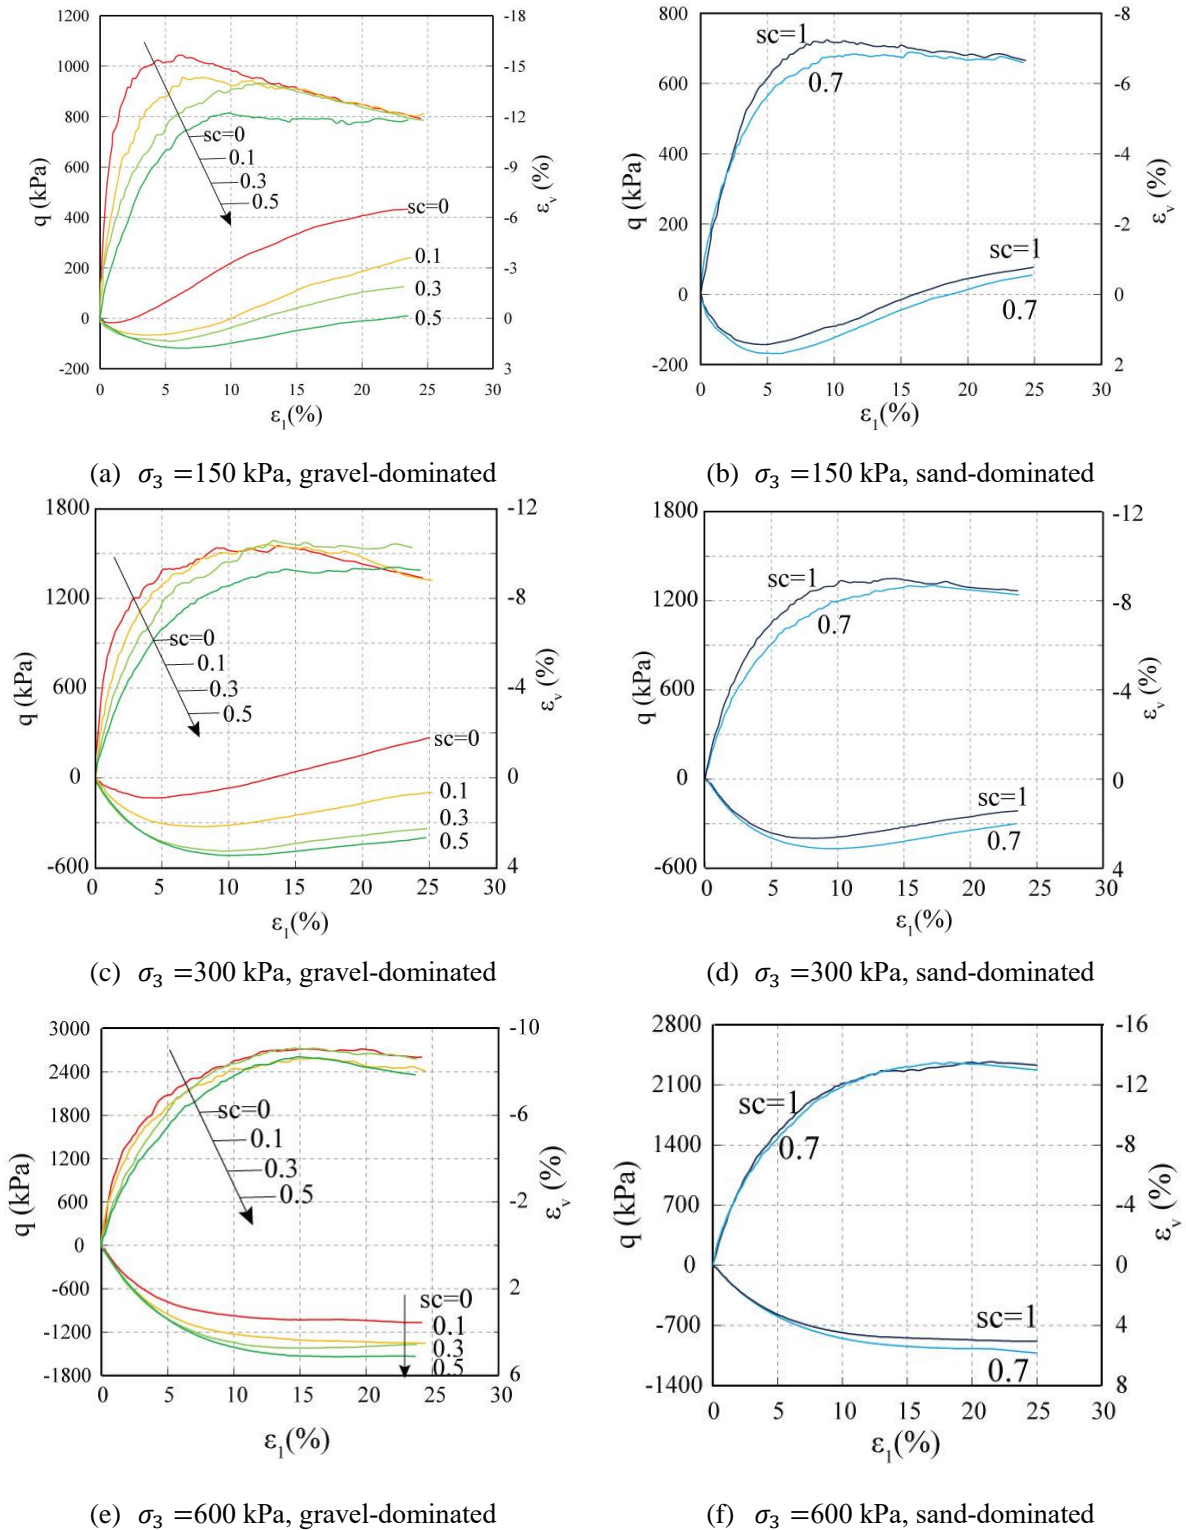 1200
1000
800
600
400
200
0
-200
q (kPa)
-18
-15
-12
-9
-6
-3
0
3
εv (%)
sc=0
0.1
0.3
0.5
sc=0
0.1
0.3
0.5
0 5 10 15 20 25 30
ε1(%)
800
600
400
200
0
-200
q (kPa)
-8
-6
-4
-2
0
2
εv (%)
sc=1
0.7
sc=1
0.7
0 5 10 15 20 25 30
ε1(%)
(a) σ3 =150 kPa, gravel-dominated
(b) σ3 =150 kPa, sand-dominated
1800
1200
600
0
-600
q (kPa)
-12
-8
-4
0
4
εv (%)
sc=0
0.1
0.3
0.5
sc=0
0.1
0.3
0.5
0 5 10 15 20 25 30
ε1(%)
1800
1200
600
0
-600
q (kPa)
-12
-8
-4
0
4
εv (%)
sc=1
0.7
sc=1
0.7
0 5 10 15 20 25 30
ε1(%)
(c) σ3 =300 kPa, gravel-dominated
(d) σ3 =300 kPa, sand-dominated
3000
2400
1800
1200
600
0
-600
-1200
-1800
q (kPa)
-10
-6
-2
2
6
εv (%)
sc=0
0.1
0.3
0.5
sc=0
0.1
0.3
0.5
0 5 10 15 20 25 30
ε1(%)
2800
2100
1400
700
0
-700
-1400
q (kPa)
-16
-12
-8
-4
0
4
8
εv (%)
sc=1
0.7
sc=1
0.7
0 5 10 15 20 25 30
ε1(%)
(e) σ3 =600 kPa, gravel-dominated
(f) σ3 =600 kPa, sand-dominated